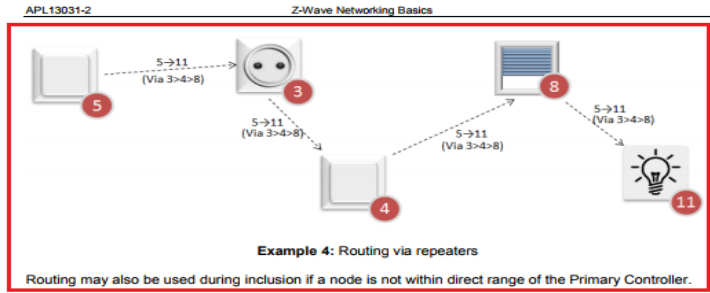 APL13031-2
Z-Wave Networking Basics
5→11
(Via 3>4>8)
5
3
5→11
(Via 3>4>8)
4
5→11
(Via 3>4>8)
8
5→11
(Via 3>4>8)
11
Example 4: Routing via repeaters
Routing may also be used during inclusion if a node is not within direct range of the Primary Controller.